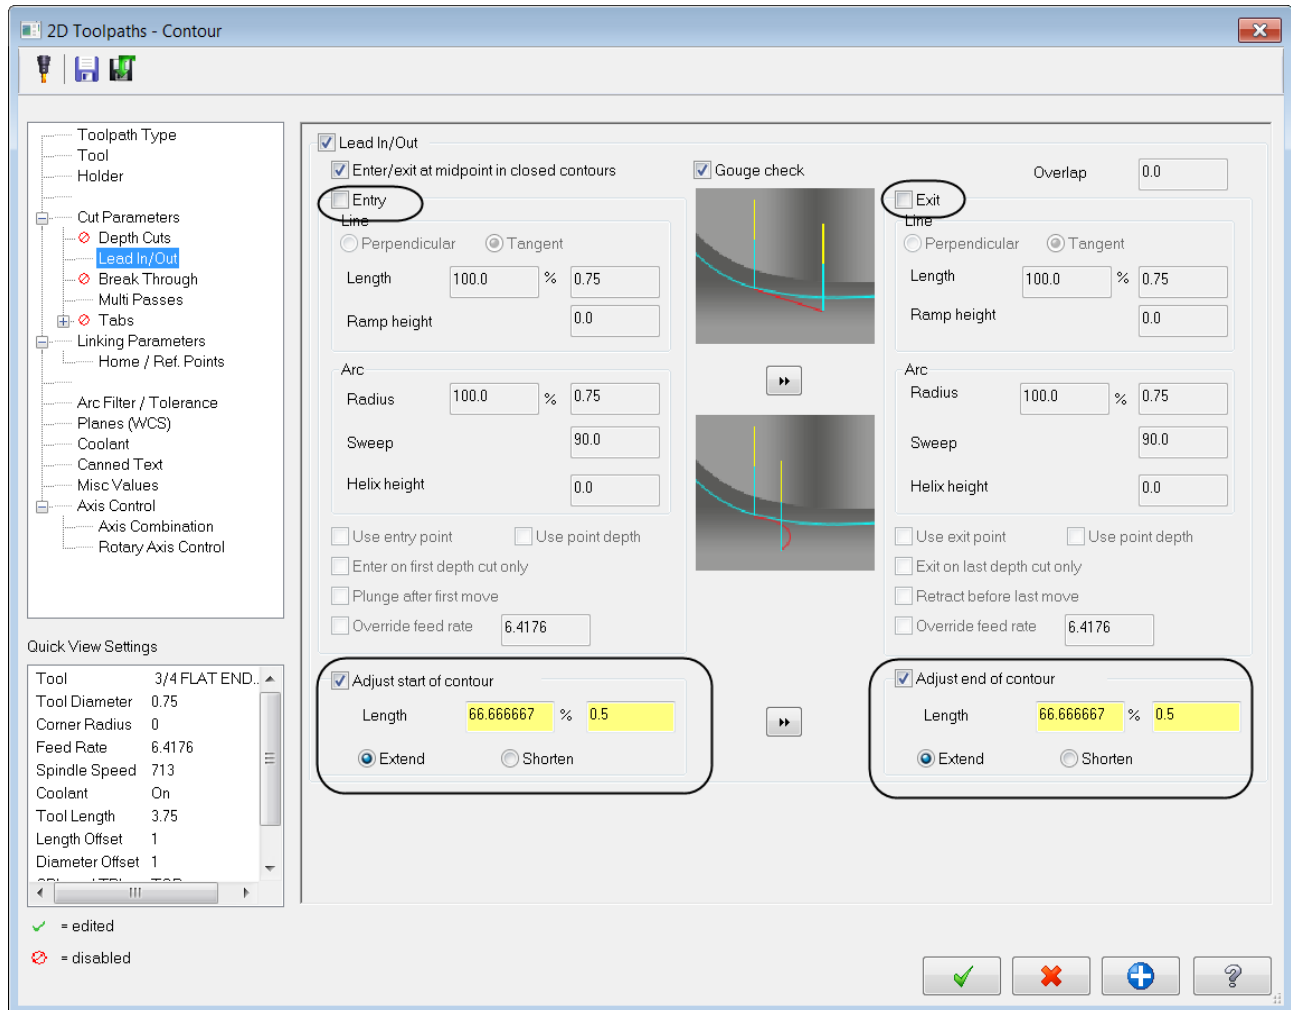 2D Toolpaths - Contour
Toolpath Type
Tool
Holder
Cut Parameters
Depth Cuts
Lead In/Out
Break Through
Multi Passes
Tabs
Linking Parameters
Home / Ref. Points
Arc Filter / Tolerance
Planes (WCS)
Coolant
Canned Text
Misc Values
Axis Control
Axis Combination
Rotary Axis Control
Quick View Settings
Tool 3/4 FLAT END..
Tool Diameter 0.75
Corner Radius 0
Feed Rate 6.4176
Spindle Speed 713
Coolant On
Tool Length 3.75
Length Offset 1
Diameter Offset 1
= edited
= disabled
Lead In/Out
Enter/exit at midpoint in closed contours
Gouge check
Overlap 0.0
Entry
Line
Perpendicular Tangent
Length 100.0 % 0.75
Ramp height 0.0
Arc
Radius 100.0 % 0.75
Sweep 90.0
Helix height 0.0
Use entry point Use point depth
Enter on first depth cut only
Plunge after first move
Override feed rate 6.4176
Adjust start of contour
Length 66.666667 % 0.5
Extend Shorten
Exit
Line
Perpendicular Tangent
Length 100.0 % 0.75
Ramp height 0.0
Arc
Radius 100.0 % 0.75
Sweep 90.0
Helix height 0.0
Use exit point Use point depth
Exit on last depth cut only
Retract before last move
Override feed rate 6.4176
Adjust end of contour
Length 66.666667 % 0.5
Extend Shorten